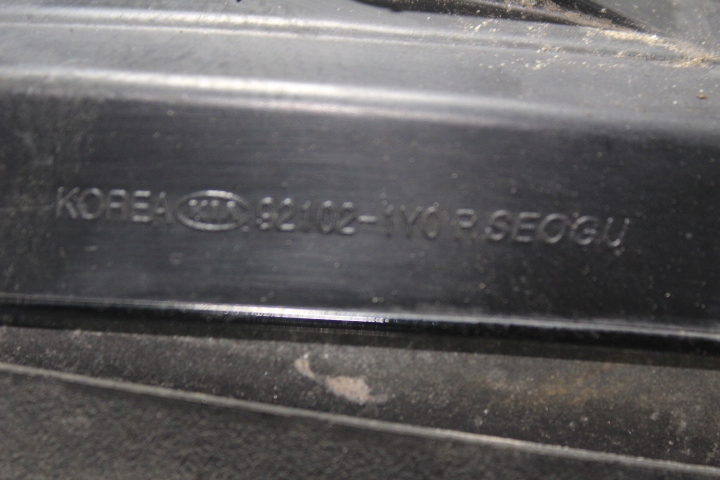 KOREA KIA 92102-1Y0 R SEOGU